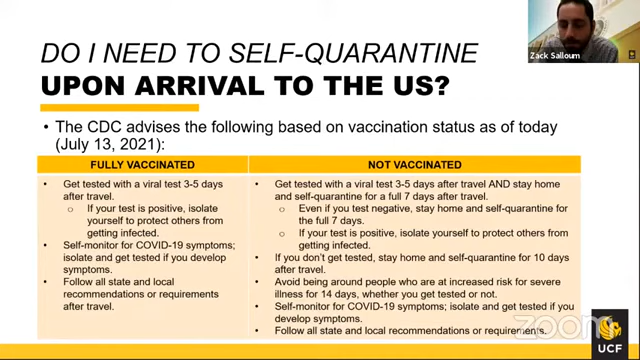 DO I NEED TO SELF-QUARANTINE
UPON ARRIVAL TO THE US?
Zack Salloum
• The CDC advises the following based on vaccination status as of today
(July 13, 2021):
FULLY VACCINATED
• Get tested with a viral test 3-5 days
after travel.
o If your test is positive, isolate
yourself to protect others from
getting infected.
• Self-monitor for COVID-19 symptoms;
isolate and get tested if you develop
symptoms.
• Follow all state and local
recommendations or requirements
after travel.
NOT VACCINATED
• Get tested with a viral test 3-5 days after travel AND stay home
and self-quarantine for a full 7 days after travel.
o Even if you test negative, stay home and self-quarantine for
the full 7 days.
o If your test is positive, isolate yourself to protect others from
getting infected.
• If you don't get tested, stay home and self-quarantine for 10 days
after travel.
• Avoid being around people who are at increased risk for severe
illness for 14 days, whether you get tested or not.
• Self-monitor for COVID-19 symptoms; isolate and get tested if you
develop symptoms.
• Follow all state and local recommendations or requirements.
zoom
UCF